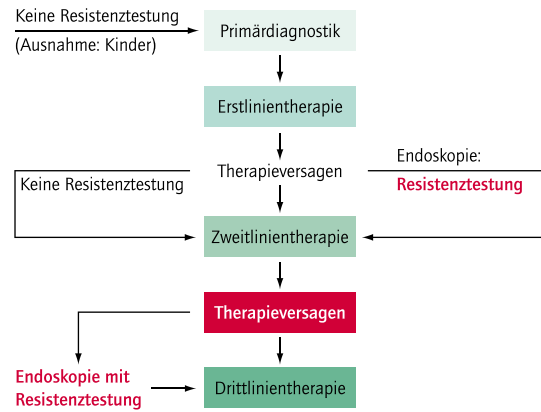 Keine Resistenztestung
(Ausnahme: Kinder)
Primärdiagnostik
Erstlinientherapie
Therapieversagen
Endoskopie:
Resistenztestung
Keine Resistenztestung
Zweitlinientherapie
Therapieversagen
Endoskopie mit
Resistenztestung
Drittlinientherapie